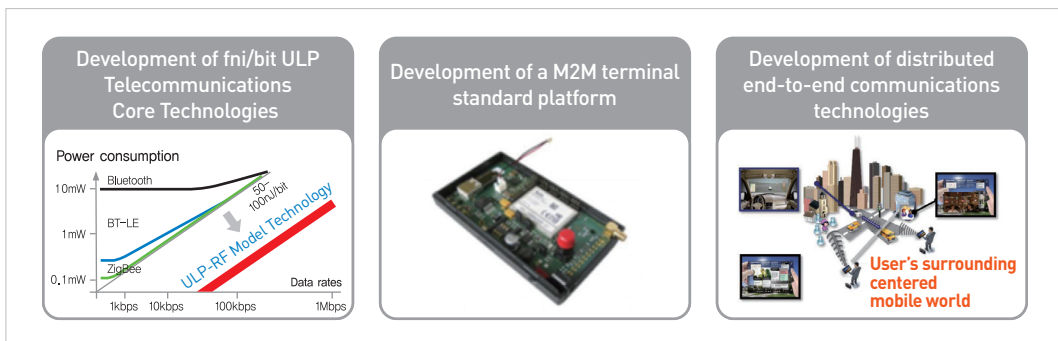 Development of fni/bit ULP
Telecommunications
Core Technologies
Power consumption
10mW
1mW
0.1mW
Bluetooth
BT-LE
ZigBee
50-
100nJ/bit
ULP-RF Model Technology
Data rates
1kbps
10kbps
100kbps
1Mbps
Development of a M2M terminal
standard platform
Development of distributed
end-to-end communications
technologies
User's surrounding
centered
mobile world